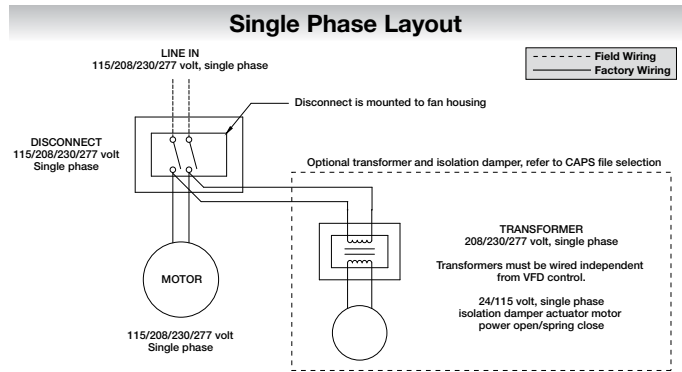 Single Phase Layout
LINE IN
115/208/230/277 volt, single phase
Field Wiring
Factory Wiring
Disconnect is mounted to fan housing
DISCONNECT
115/208/230/277 volt
Single phase
Optional transformer and isolation damper, refer to CAPS file selection
TRANSFORMER
208/230/277 volt, single phase
Transformers must be wired independent
from VFD control.
24/115 volt, single phase
isolation damper actuator motor
power open/spring close
MOTOR
115/208/230/277 volt
Single phase